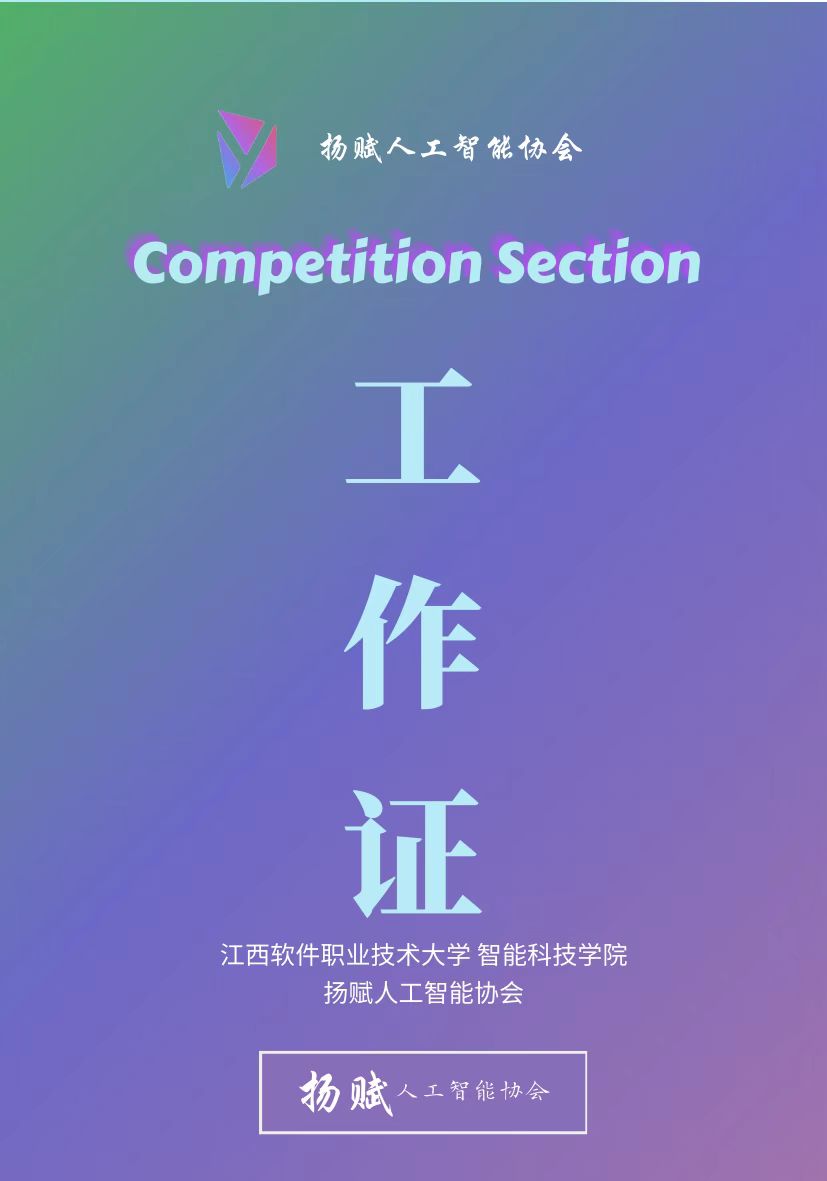 扬赋人工智能协会
Competition Section
工
作
证
江西软件职业技术大学 智能科技学院
扬赋人工智能协会
扬赋人工智能协会